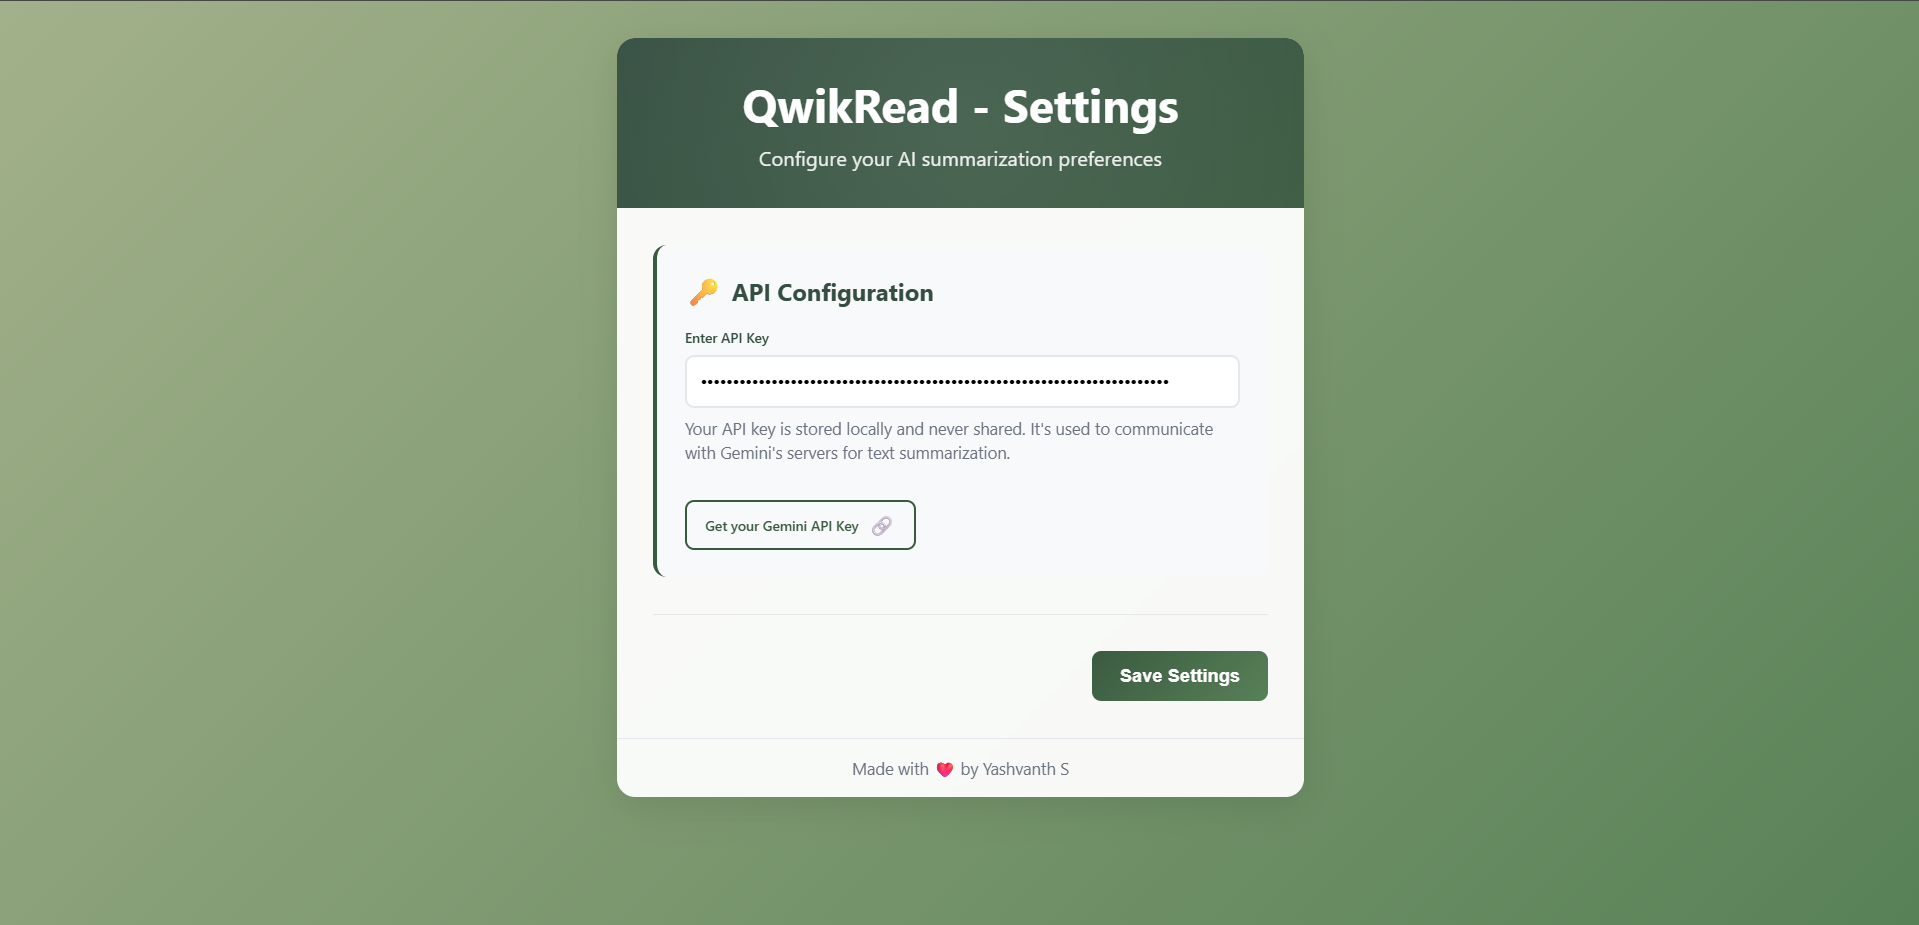 QwikRead - Settings
Configure your AI summarization preferences
🔑 API Configuration
Enter API Key
Your API key is stored locally and never shared. It's used to communicate
with Gemini's servers for text summarization.
Get your Gemini API Key 🔗
Save Settings
Made with ❤️ by Yashvanth S